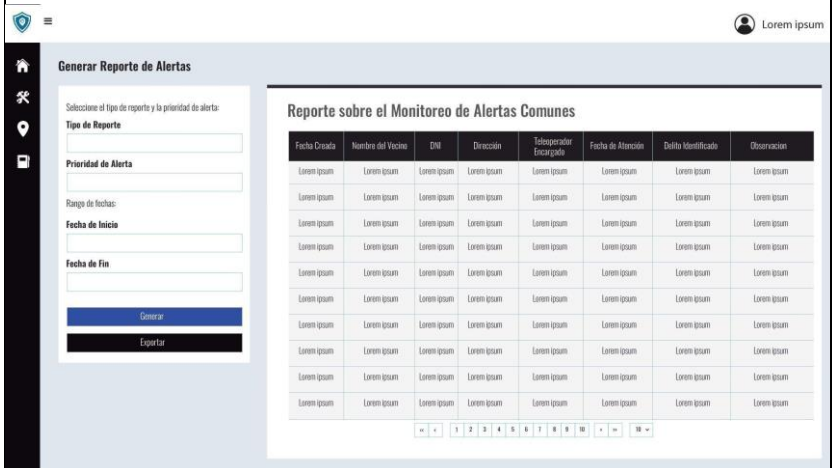 Lorem ipsum
Generar Reporte de Alertas
Seleccione el tipo de reporte y la prioridad de alerta:
Tipo de Reporte
Prioridad de Alerta
Rango de fechas:
Fecha de Inicio
Fecha de Fin
Generar
Exportar
Reporte sobre el Monitoreo de Alertas Comunes
Fecha Creada Nombre del Vecino DNI Dirección Teleoperador Encargado Fecha de Atención Delito Identificado Observacion
Lorem ipsum Lorem ipsum Lorem ipsum Lorem ipsum Lorem ipsum Lorem ipsum Lorem ipsum Lorem ipsum
Lorem ipsum Lorem ipsum Lorem ipsum Lorem ipsum Lorem ipsum Lorem ipsum Lorem ipsum Lorem ipsum
Lorem ipsum Lorem ipsum Lorem ipsum Lorem ipsum Lorem ipsum Lorem ipsum Lorem ipsum Lorem ipsum
Lorem ipsum Lorem ipsum Lorem ipsum Lorem ipsum Lorem ipsum Lorem ipsum Lorem ipsum Lorem ipsum
Lorem ipsum Lorem ipsum Lorem ipsum Lorem ipsum Lorem ipsum Lorem ipsum Lorem ipsum Lorem ipsum
Lorem ipsum Lorem ipsum Lorem ipsum Lorem ipsum Lorem ipsum Lorem ipsum Lorem ipsum Lorem ipsum
Lorem ipsum Lorem ipsum Lorem ipsum Lorem ipsum Lorem ipsum Lorem ipsum Lorem ipsum Lorem ipsum
Lorem ipsum Lorem ipsum Lorem ipsum Lorem ipsum Lorem ipsum Lorem ipsum Lorem ipsum Lorem ipsum
Lorem ipsum Lorem ipsum Lorem ipsum Lorem ipsum Lorem ipsum Lorem ipsum Lorem ipsum Lorem ipsum
Lorem ipsum Lorem ipsum Lorem ipsum Lorem ipsum Lorem ipsum Lorem ipsum Lorem ipsum Lorem ipsum
1 2 3 4 5 6 7 8 9 10 10